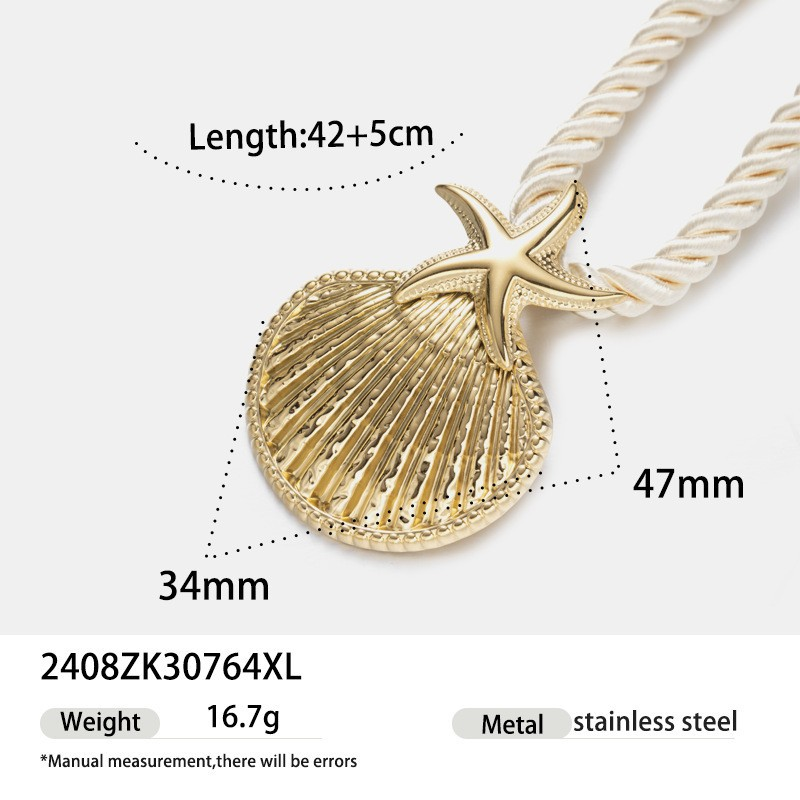 Length:42+5cm
47mm
34mm
2408ZK30764XL
Weight 16.7g
Metal stainless steel
*Manual measurement,there will be errors